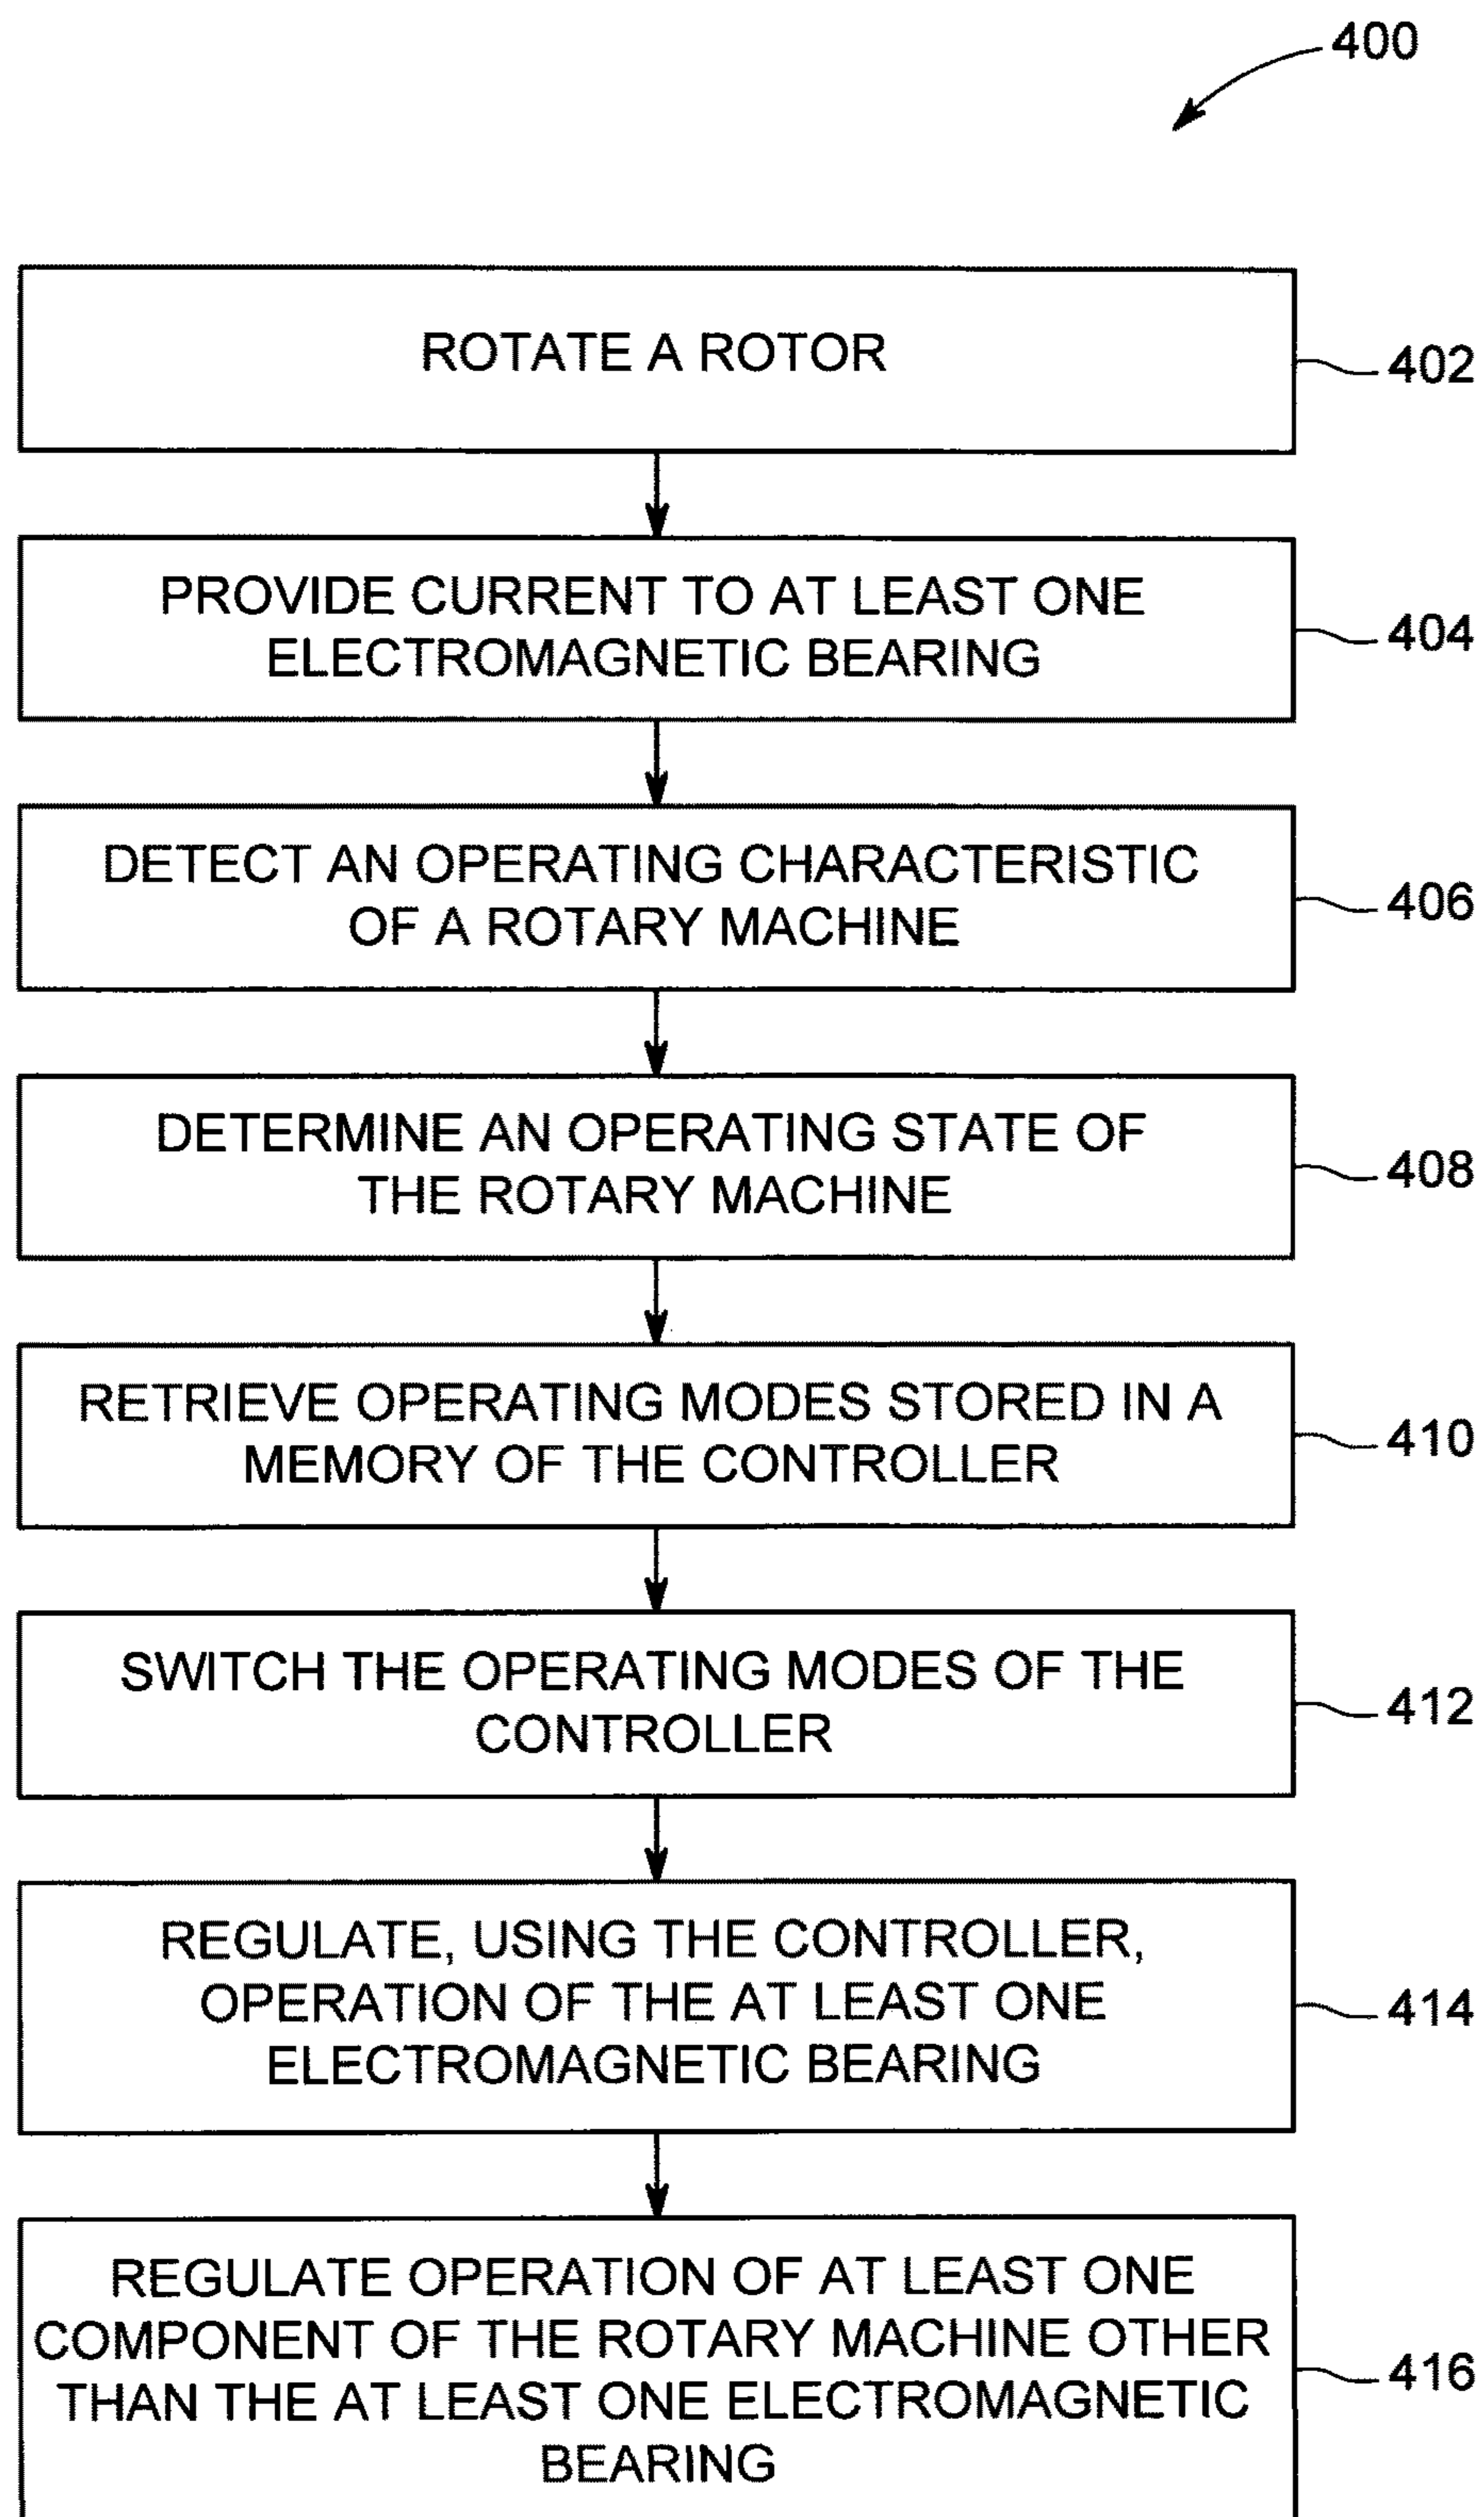 400
ROTATE A ROTOR
402
PROVIDE CURRENT TO AT LEAST ONE
ELECTROMAGNETIC BEARING
404
DETECT AN OPERATING CHARACTERISTIC
OF A ROTARY MACHINE
406
DETERMINE AN OPERATING STATE OF
THE ROTARY MACHINE
408
RETRIEVE OPERATING MODES STORED IN A
MEMORY OF THE CONTROLLER
410
SWITCH THE OPERATING MODES OF THE
CONTROLLER
412
REGULATE, USING THE CONTROLLER,
OPERATION OF THE AT LEAST ONE
ELECTROMAGNETIC BEARING
414
REGULATE OPERATION OF AT LEAST ONE
COMPONENT OF THE ROTARY MACHINE OTHER
THAN THE AT LEAST ONE ELECTROMAGNETIC
BEARING
416